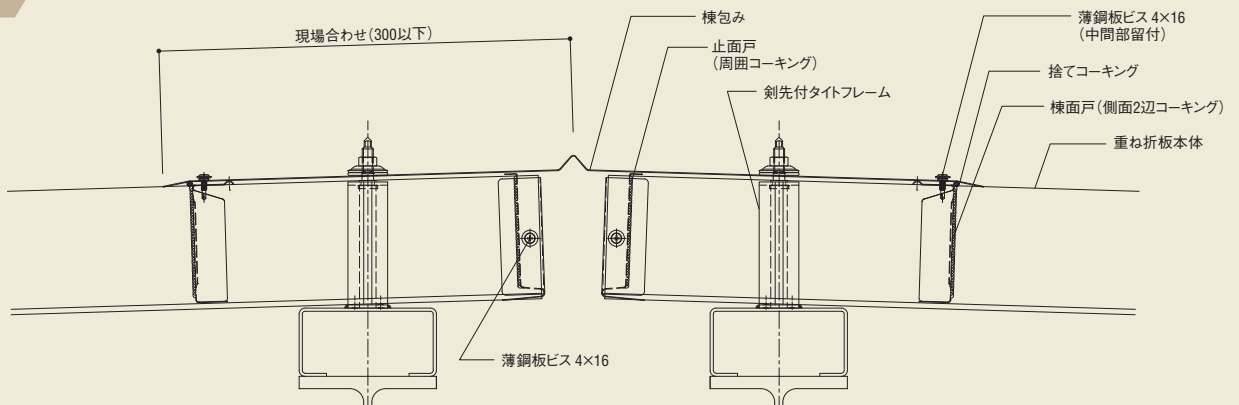 現場合わせ(300以下)
棟包み
止面戸
(周囲コーキング)
剣先付タイトフレーム
薄鋼板ビス 4×16
(中間部留付)
捨てコーキング
棟面戸(側面2辺コーキング)
重ね折板本体
薄鋼板ビス 4×16